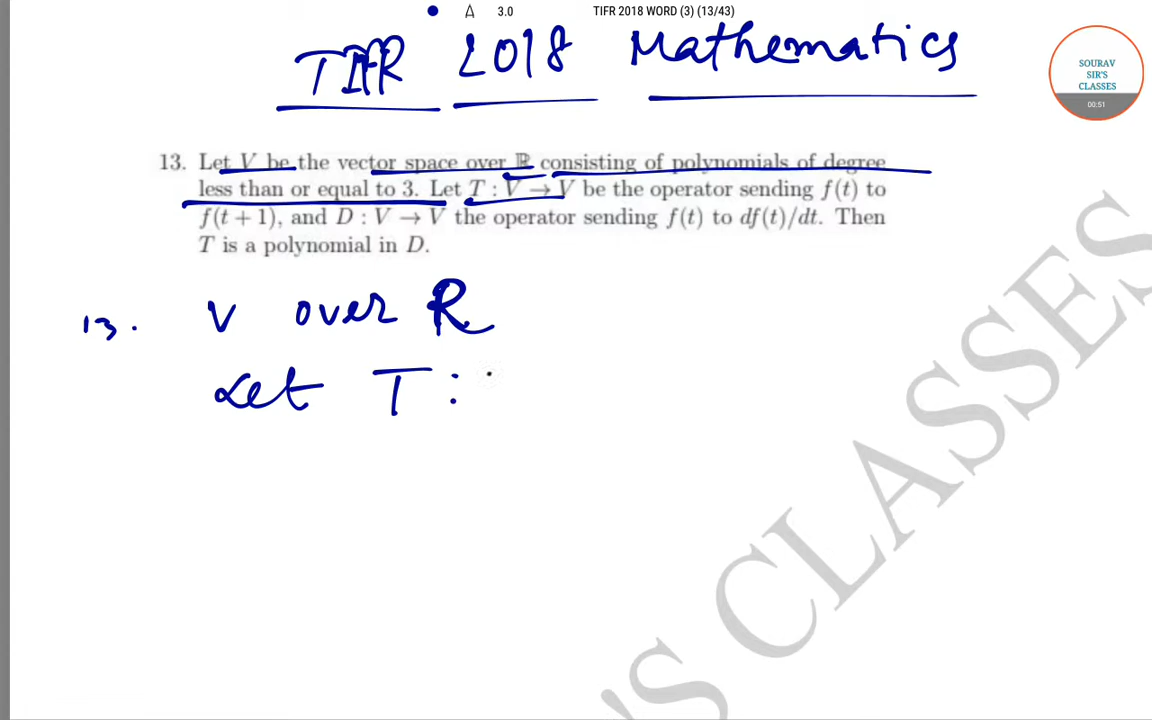 A 3.0 TIFR 2018 WORD (3) (13/43)
TIFR 2018 Mathematics
SOURAV
SIR'S
CLASSES
00:51
13. Let V be the vector space over ℝ consisting of polynomials of degree
less than or equal to 3. Let T : V → V be the operator sending f(t) to
f(t + 1), and D : V → V the operator sending f(t) to df(t)/dt. Then
T is a polynomial in D.
13. V over R
Let T :
'S CLASSES